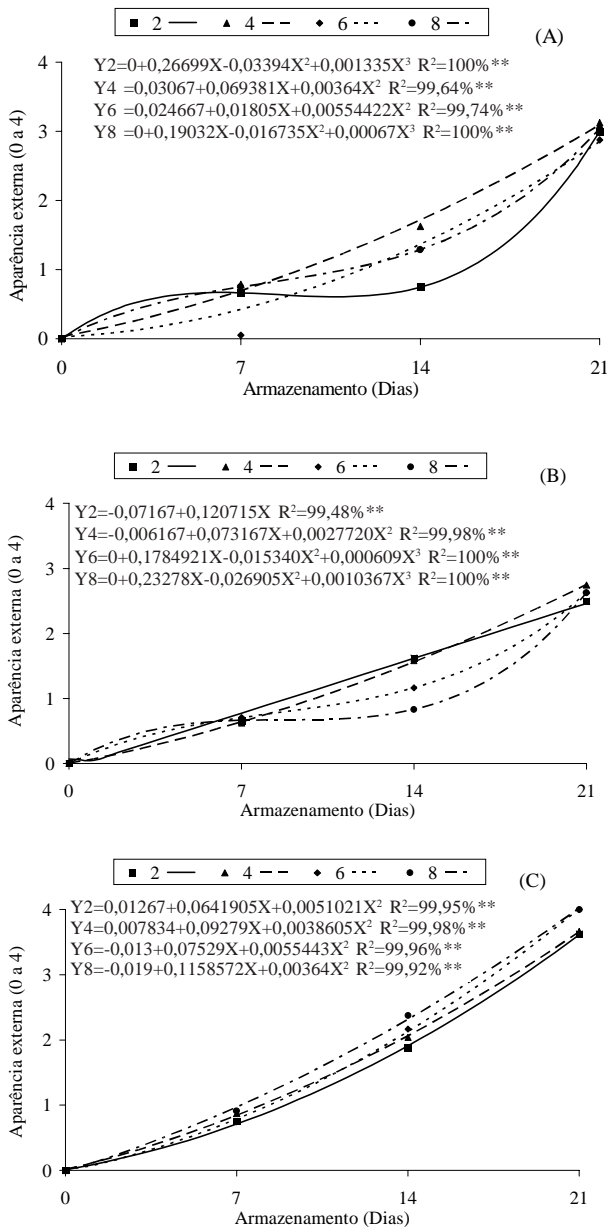 2 4 6 8
(A)
Y2=0+0,26699X-0,03394X²+0,001335X³ R²=100%**
Y4 =0,03067+0,069381X+0,00364X² R²=99,64%**
Y6 =0,024667+0,01805X+0,00554422X² R²=99,74%**
Y8 =0+0,19032X-0,016735X²+0,00067X³ R²=100%**
Aparência externa (0 a 4)
4
3
2
1
0
0 7 14 21
Armazenamento (Dias)
2 4 6 8
(B)
Y2=-0,07167+0,120715X R²=99,48%**
Y4=-0,006167+0,073167X+0,0027720X² R²=99,98%**
Y6=0+0,1784921X-0,015340X²+0,000609X³ R²=100%**
Y8=0+0,23278X-0,026905X²+0,0010367X³ R²=100%**
Aparência externa (0 a 4)
4
3
2
1
0
0 7 14 21
Armazenamento (Dias)
2 4 6 8
(C)
Y2=0,01267+0,0641905X+0,0051021X² R²=99,95%**
Y4=0,007834+0,09279X+0,0038605X² R²=99,98%**
Y6=-0,013+0,07529X+0,0055443X² R²=99,96%**
Y8=-0,019+0,1158572X+0,00364X² R²=99,92%**
Aparência externa (0 a 4)
4
3
2
1
0
0 7 14 21
Armazenamento (Dias)